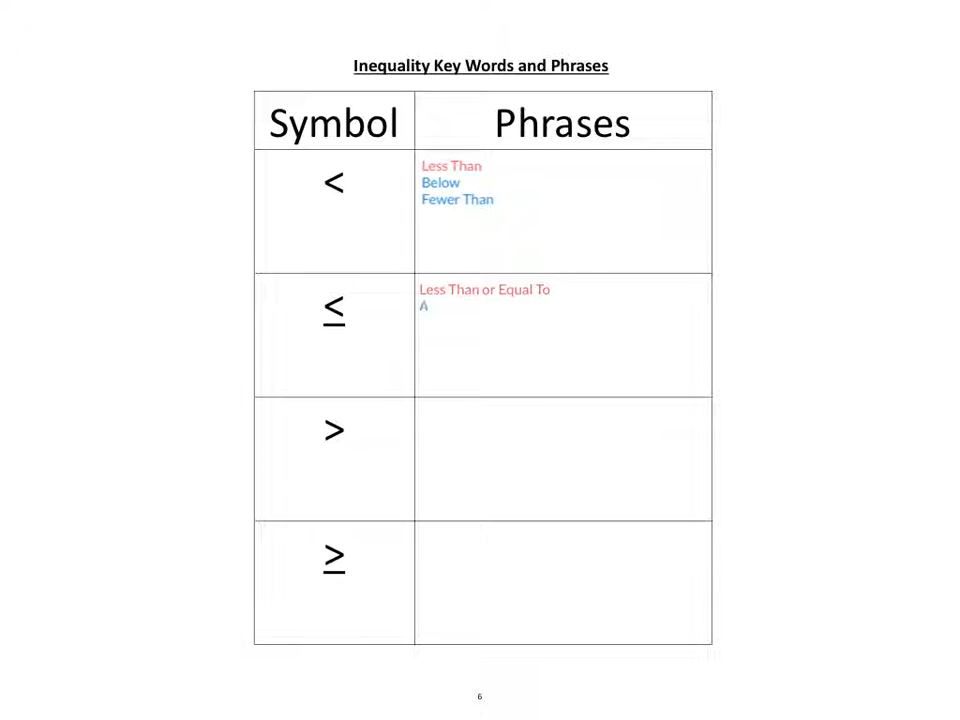 Inequality Key Words and Phrases
Symbol Phrases
<
Less Than
Below
Fewer Than
≤
Less Than or Equal To
A
>
≥
6